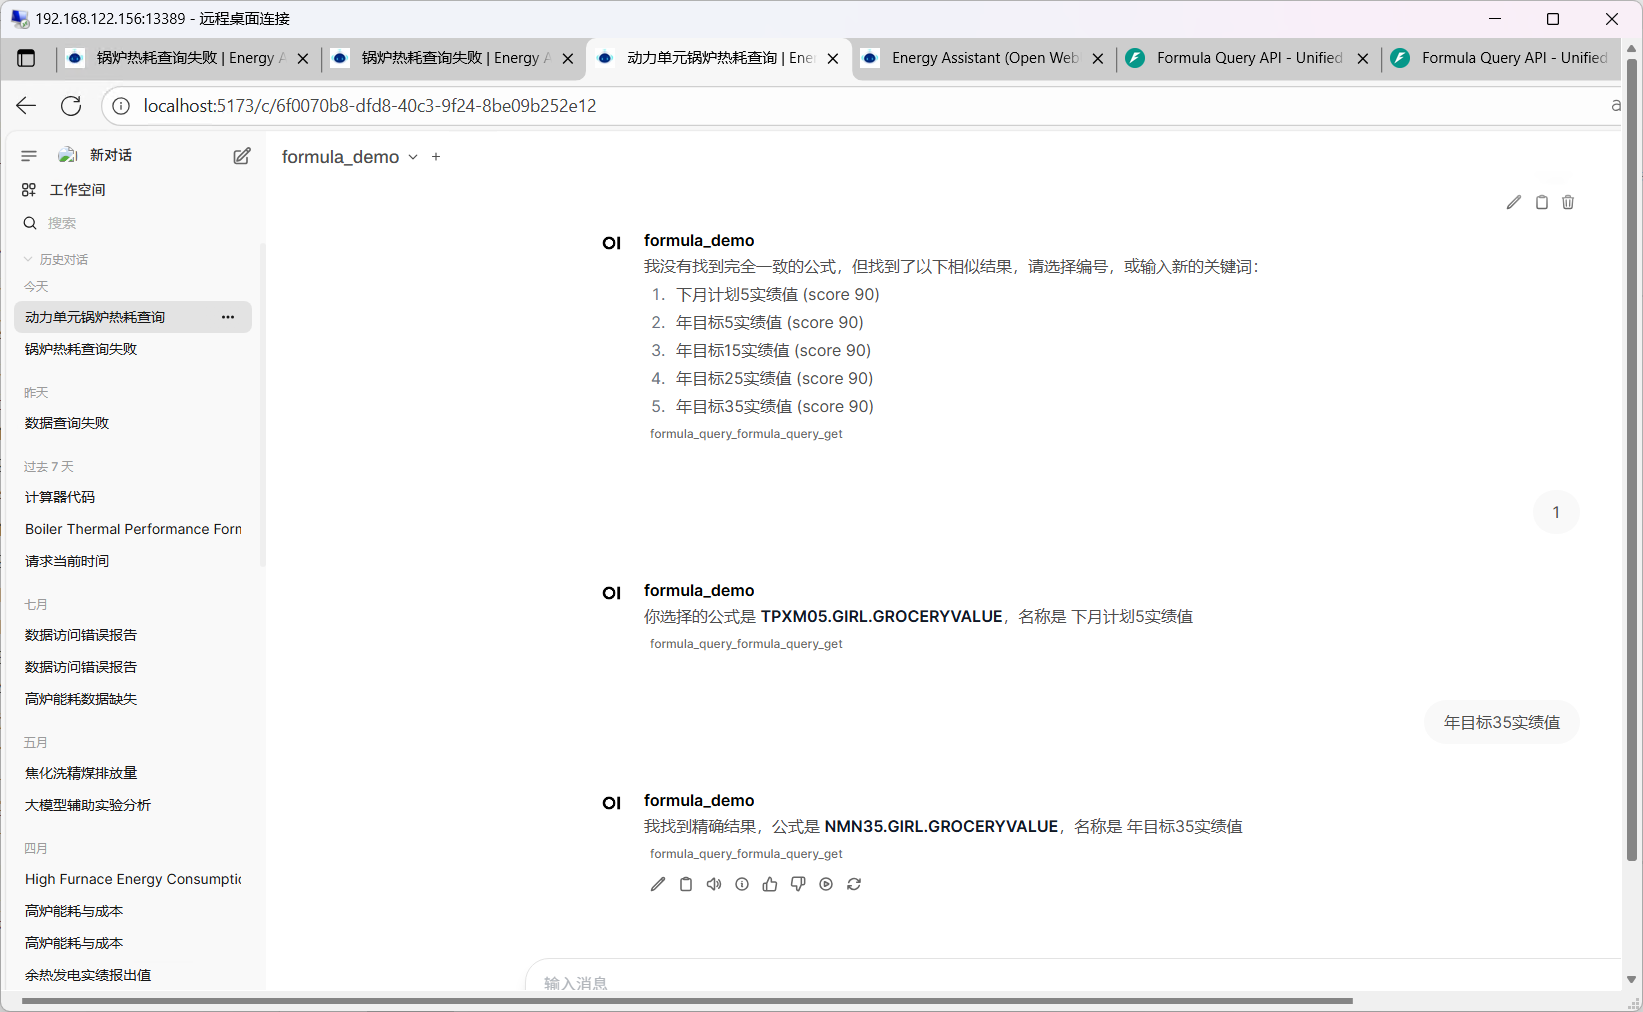 192.168.122.156:13389 - 远程桌面连接
锅炉热耗查询失败 | Energy A
锅炉热耗查询失败 | Energy A
动力单元锅炉热耗查询 | Ener
Energy Assistant (Open Web
Formula Query API - Unified
Formula Query API - Unified
localhost:5173/c/6f0070b8-dfd8-40c3-9f24-8be09b252e12
新对话
工作空间
搜索
历史对话
今天
动力单元锅炉热耗查询
锅炉热耗查询失败
昨天
数据查询失败
过去 7 天
计算器代码
Boiler Thermal Performance Form
请求当前时间
七月
数据访问错误报告
数据访问错误报告
高炉能耗数据缺失
五月
焦化洗精煤排放量
大模型辅助实验分析
四月
High Furnace Energy Consumptio
高炉能耗与成本
高炉能耗与成本
余热发电实绩报出值
formula_demo
OI formula_demo
我没有找到完全一致的公式，但找到了以下相似结果，请选择编号，或输入新的关键词：
1. 下月计划5实绩值 (score 90)
2. 年目标5实绩值 (score 90)
3. 年目标15实绩值 (score 90)
4. 年目标25实绩值 (score 90)
5. 年目标35实绩值 (score 90)
formula_query_formula_query_get
1
OI formula_demo
你选择的公式是 TPXM05.GIRL.GROCERYVALUE，名称是 下月计划5实绩值
formula_query_formula_query_get
年目标35实绩值
OI formula_demo
我找到精确结果，公式是 NMN35.GIRL.GROCERYVALUE，名称是 年目标35实绩值
formula_query_formula_query_get
输入消息